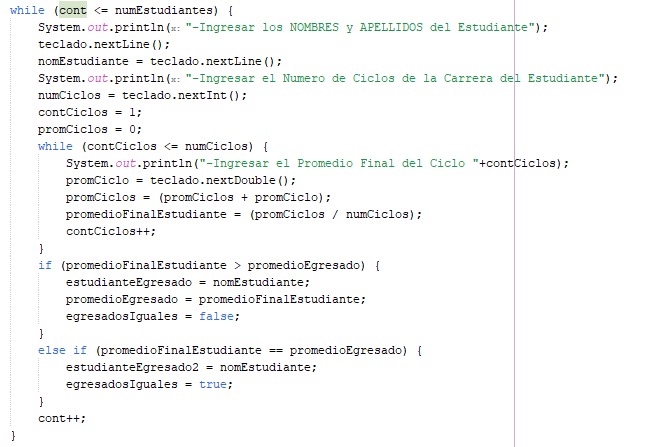 while (cont <= numEstudiantes) {
System.out.println(x: "-Ingresar los NOMBRES y APELLIDOS del Estudiante");
teclado.nextLine();
nomEstudiante = teclado.nextLine();
System.out.println(x: "-Ingresar el Numero de Ciclos de la Carrera del Estudiante");
numCiclos = teclado.nextInt();
contCiclos = 1;
promCiclos = 0;
while (contCiclos <= numCiclos) {
System.out.println("-Ingresar el Promedio Final del Ciclo "+contCiclos);
promCiclo = teclado.nextDouble();
promCiclos = (promCiclos + promCiclo);
promedioFinalEstudiante = (promCiclos / numCiclos);
contCiclos++;
}
if (promedioFinalEstudiante > promedioEgresado) {
estudianteEgresado = nomEstudiante;
promedioEgresado = promedioFinalEstudiante;
egresadosIguales = false;
}
else if (promedioFinalEstudiante == promedioEgresado) {
estudianteEgresado2 = nomEstudiante;
egresadosIguales = true;
}
cont++;
}